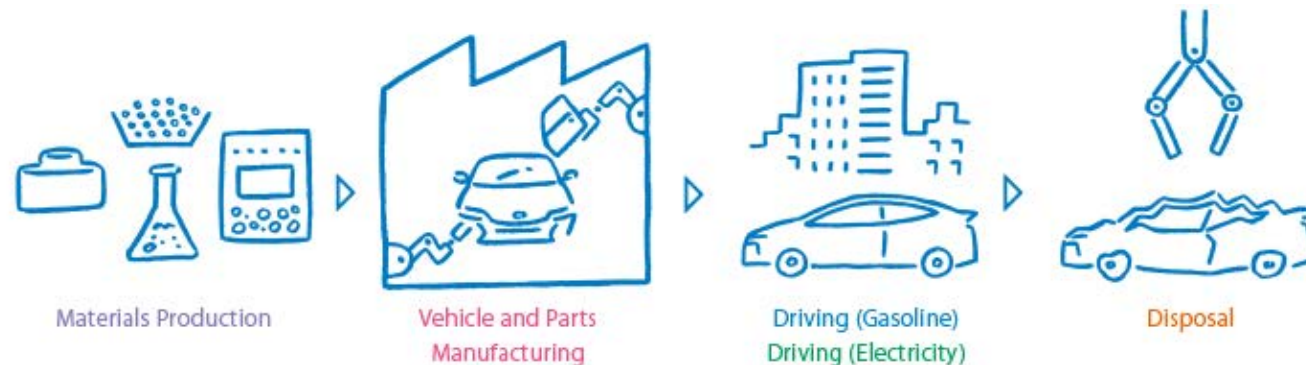 Materials Production
Vehicle and Parts
Manufacturing
Driving (Gasoline)
Driving (Electricity)
Disposal